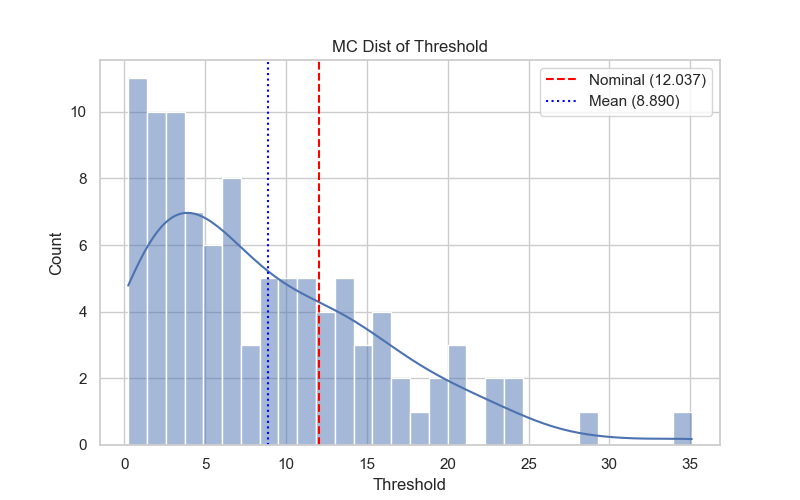 MC Dist of Threshold
Nominal (12.037)
Mean (8.890)
Count
10
8
6
4
2
0
0 5 10 15 20 25 30 35
Threshold